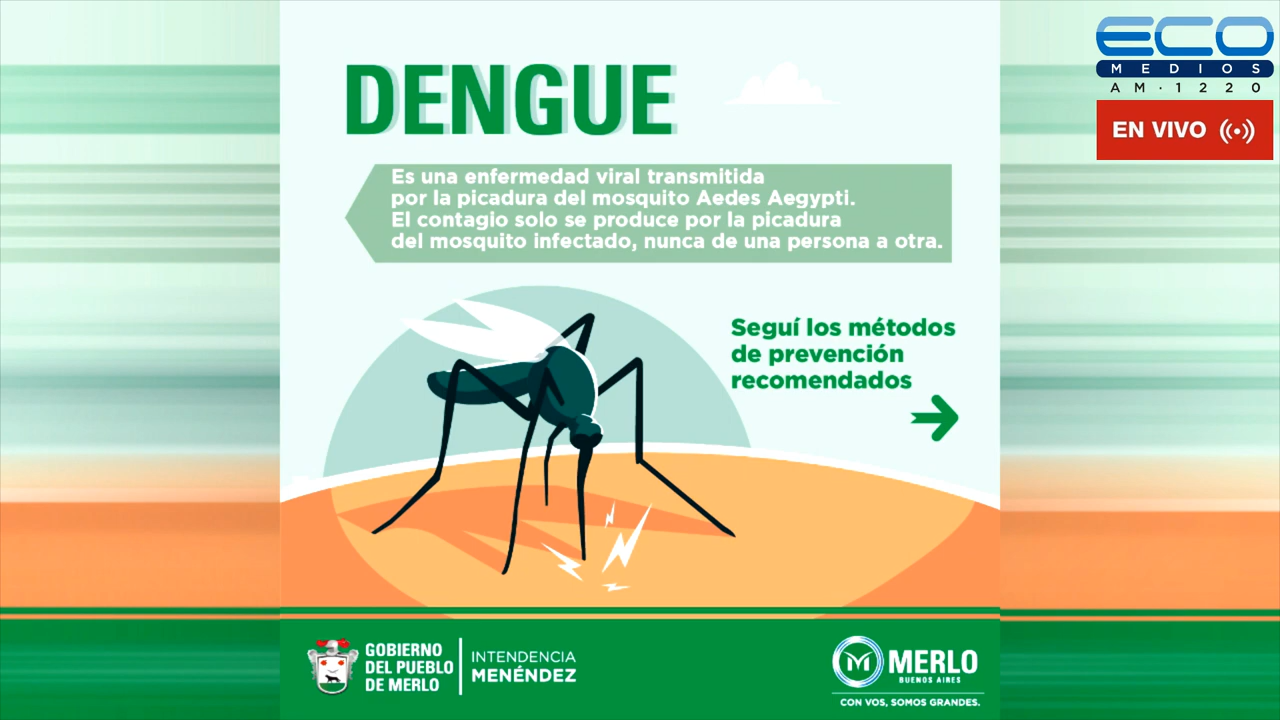 DENGUE
Es una enfermedad viral transmitida
por la picadura del mosquito Aedes Aegypti.
El contagio solo se produce por la picadura
del mosquito infectado, nunca de una persona a otra.
Seguí los métodos
de prevención
recomendados
GOBIERNO
DEL PUEBLO
DE MERLO
INTENDENCIA
MENÉNDEZ
MERLO
BUENOS AIRES
CON VOS, SOMOS GRANDES.
ECO
MEDIOS
AM·1220
EN VIVO